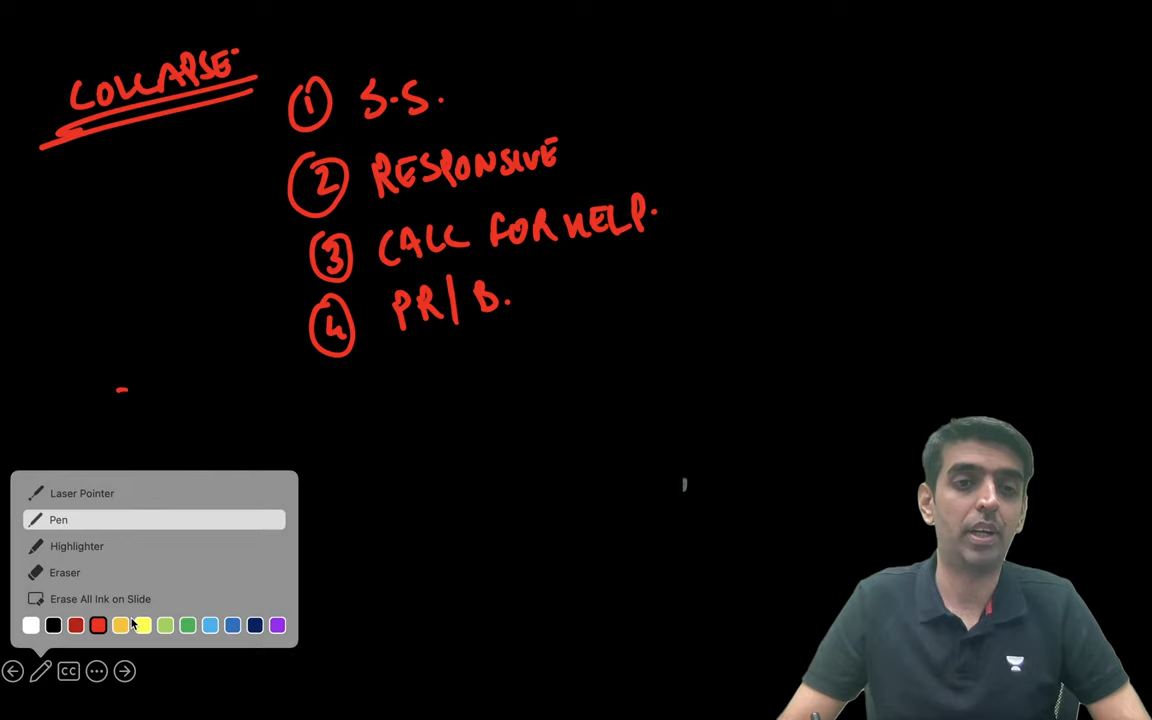 COLLAPSE
1 S.S.
2 RESPONSIVE
3 CALL FOR HELP.
4 PR/B.
Laser Pointer
Pen
Highlighter
Eraser
Erase All Ink on Slide
CC